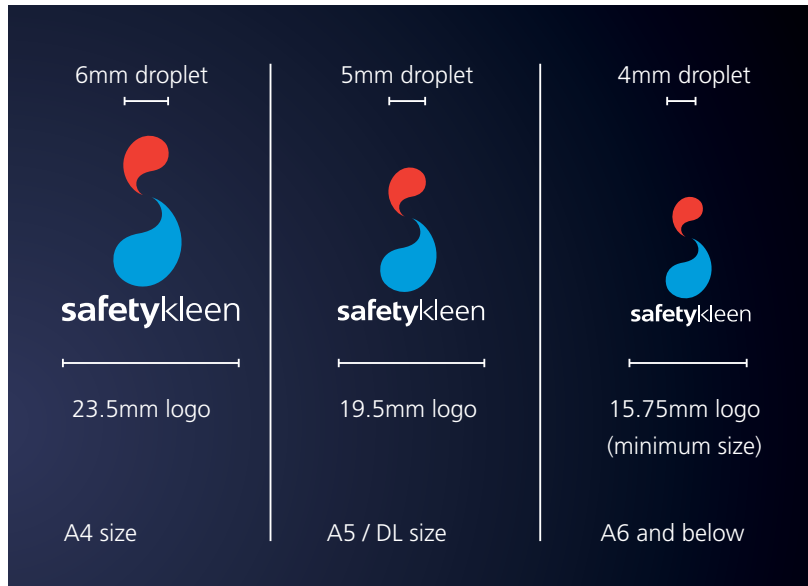 6mm droplet
safetykleen
23.5mm logo
A4 size
5mm droplet
safetykleen
19.5mm logo
A5 / DL size
4mm droplet
safetykleen
15.75mm logo
(minimum size)
A6 and below